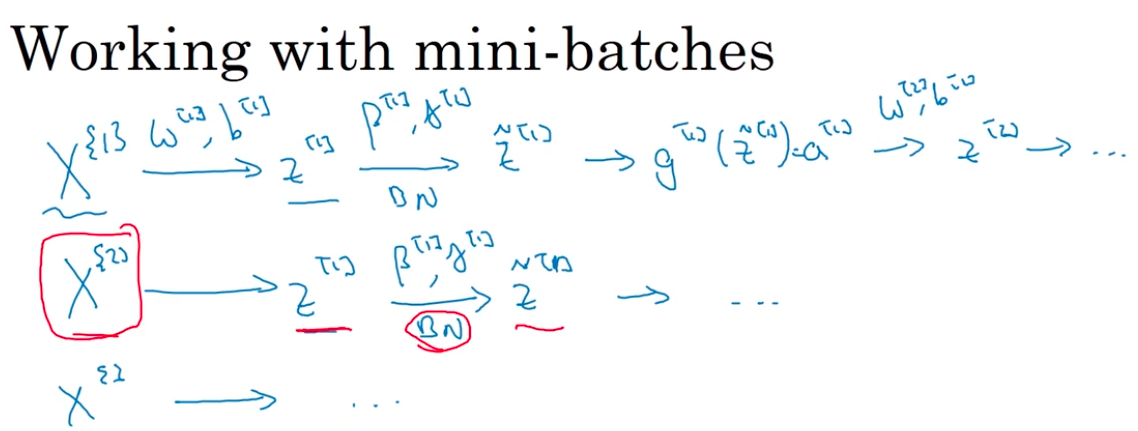 Working with mini-batches
X^{1} W^[1], b^[1] → z^[1] β^[1], γ^[1] → BN z̃^[1] → g^[1](z̃^[1]) = a^[1] W^[2], b^[2] → z^[2] → ...
X^{2} → z^[1] β^[1], γ^[1] → BN z̃^[1] → ...
X^{} → ...